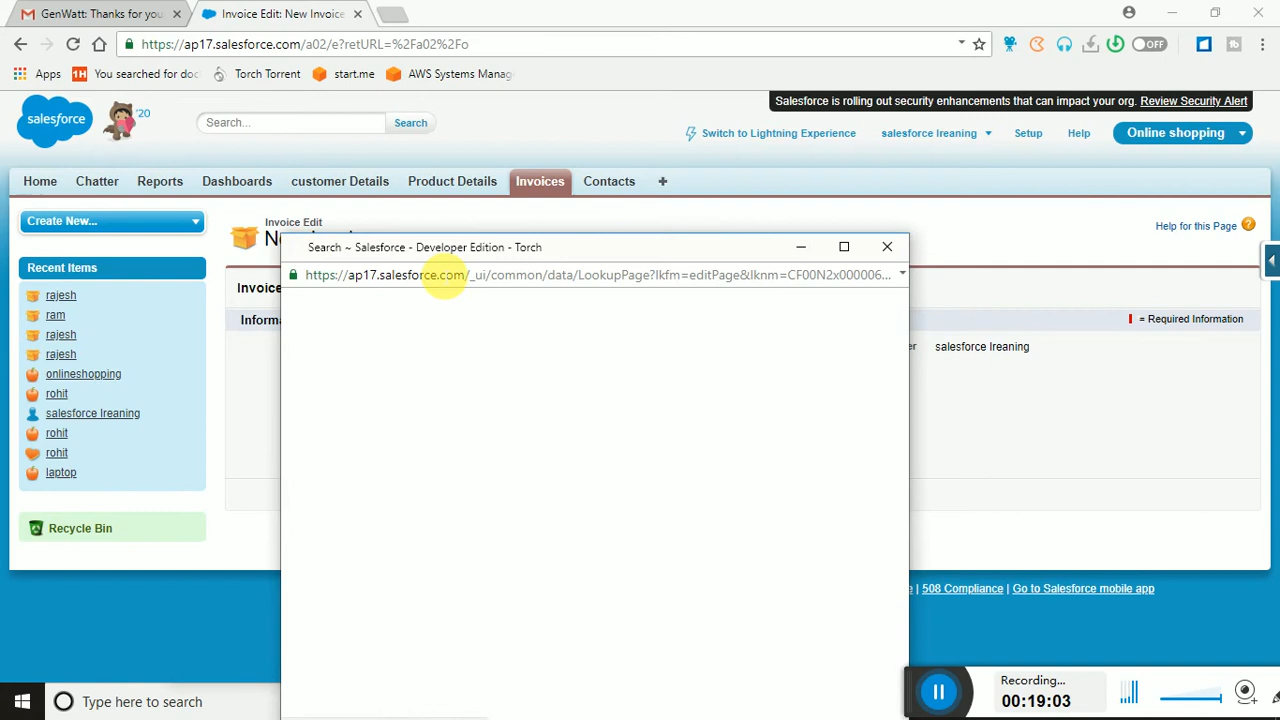 GenWatt: Thanks for you
Invoice Edit: New Invoice
https://ap17.salesforce.com/a02/e?retURL=%2Fa02%2Fo
OFF
Apps
You searched for doc
Torch Torrent
start.me
AWS Systems Manag
Salesforce is rolling out security enhancements that can impact your org. Review Security Alert
salesforce
'20
Search...
Search
Switch to Lightning Experience
salesforce lreaning
Setup
Help
Online shopping
Home
Chatter
Reports
Dashboards
customer Details
Product Details
Invoices
Contacts
Create New...
Invoice Edit
Help for this Page
Search ~ Salesforce - Developer Edition - Torch
https://ap17.salesforce.com/_ui/common/data/LookupPage?lkfm=editPage&lknm=CF00N2x000006...
Recent Items
rajesh
ram
rajesh
rajesh
onlineshopping
rohit
salesforce lreaning
rohit
rohit
laptop
Recycle Bin
Invoice
Informa
= Required Information
er
salesforce lreaning
| 508 Compliance | Go to Salesforce mobile app
Type here to search
Recording...
00:19:03